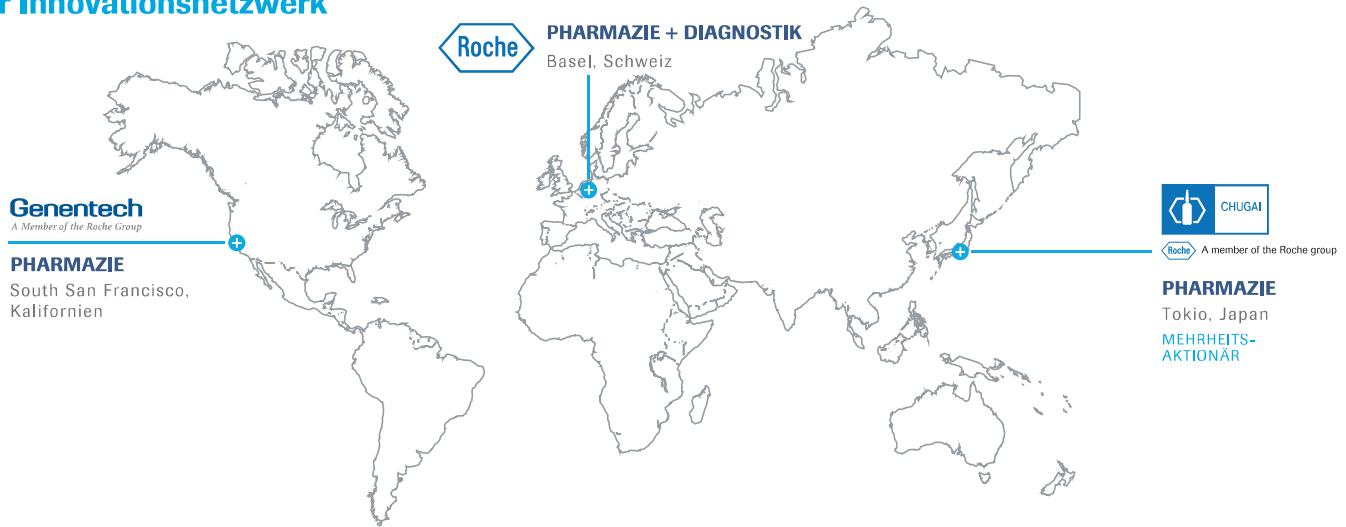 Innovationsnetzwerk
Roche
PHARMAZIE + DIAGNOSTIK
Basel, Schweiz
Genentech
A Member of the Roche Group
PHARMAZIE
South San Francisco,
Kalifornien
CHUGAI
Roche A member of the Roche group
PHARMAZIE
Tokio, Japan
MEHRHEITS-
AKTIONÄR